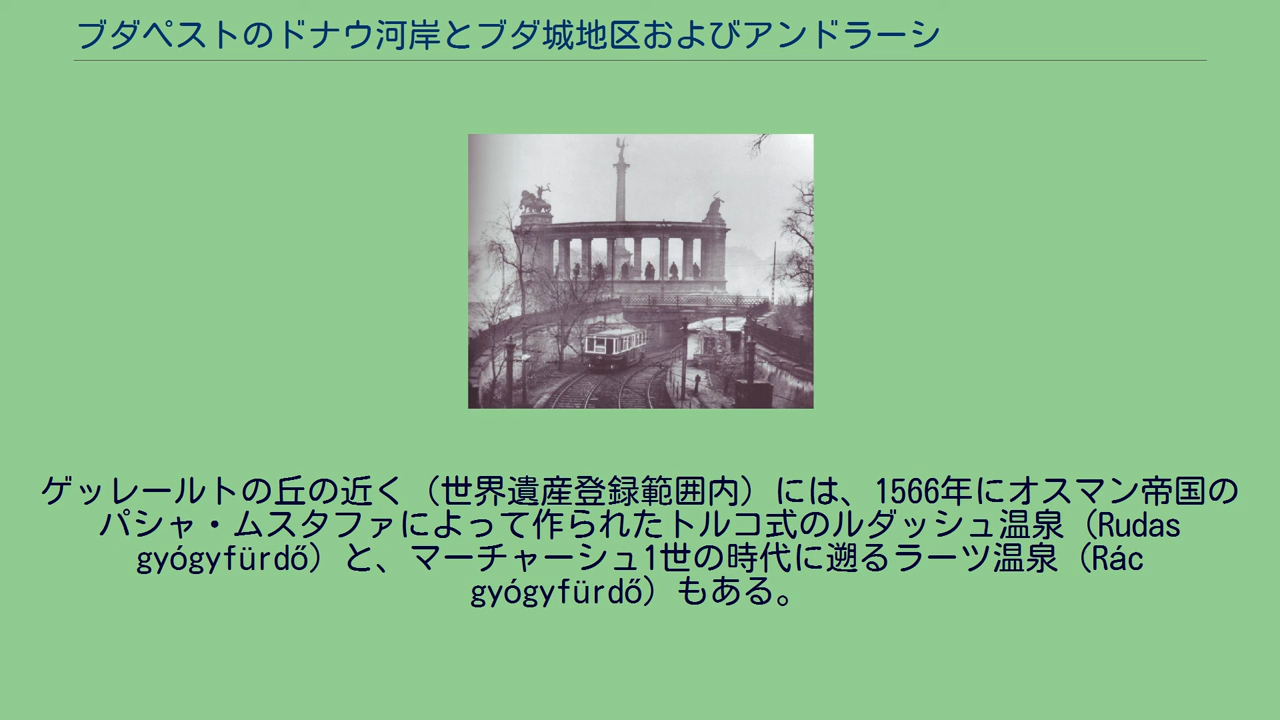 ブダペストのドナウ河岸とブダ城地区およびアンドラーシ
ゲッレールトの丘の近く（世界遺産登録範囲内）には、1566年にオスマン帝国の
パシャ・ムスタファによって作られたトルコ式のルダッシュ温泉（Rudas
gyógyfürdő）と、マーチャーシュ1世の時代に遡るラーツ温泉（Rác
gyógyfürdő）もある。